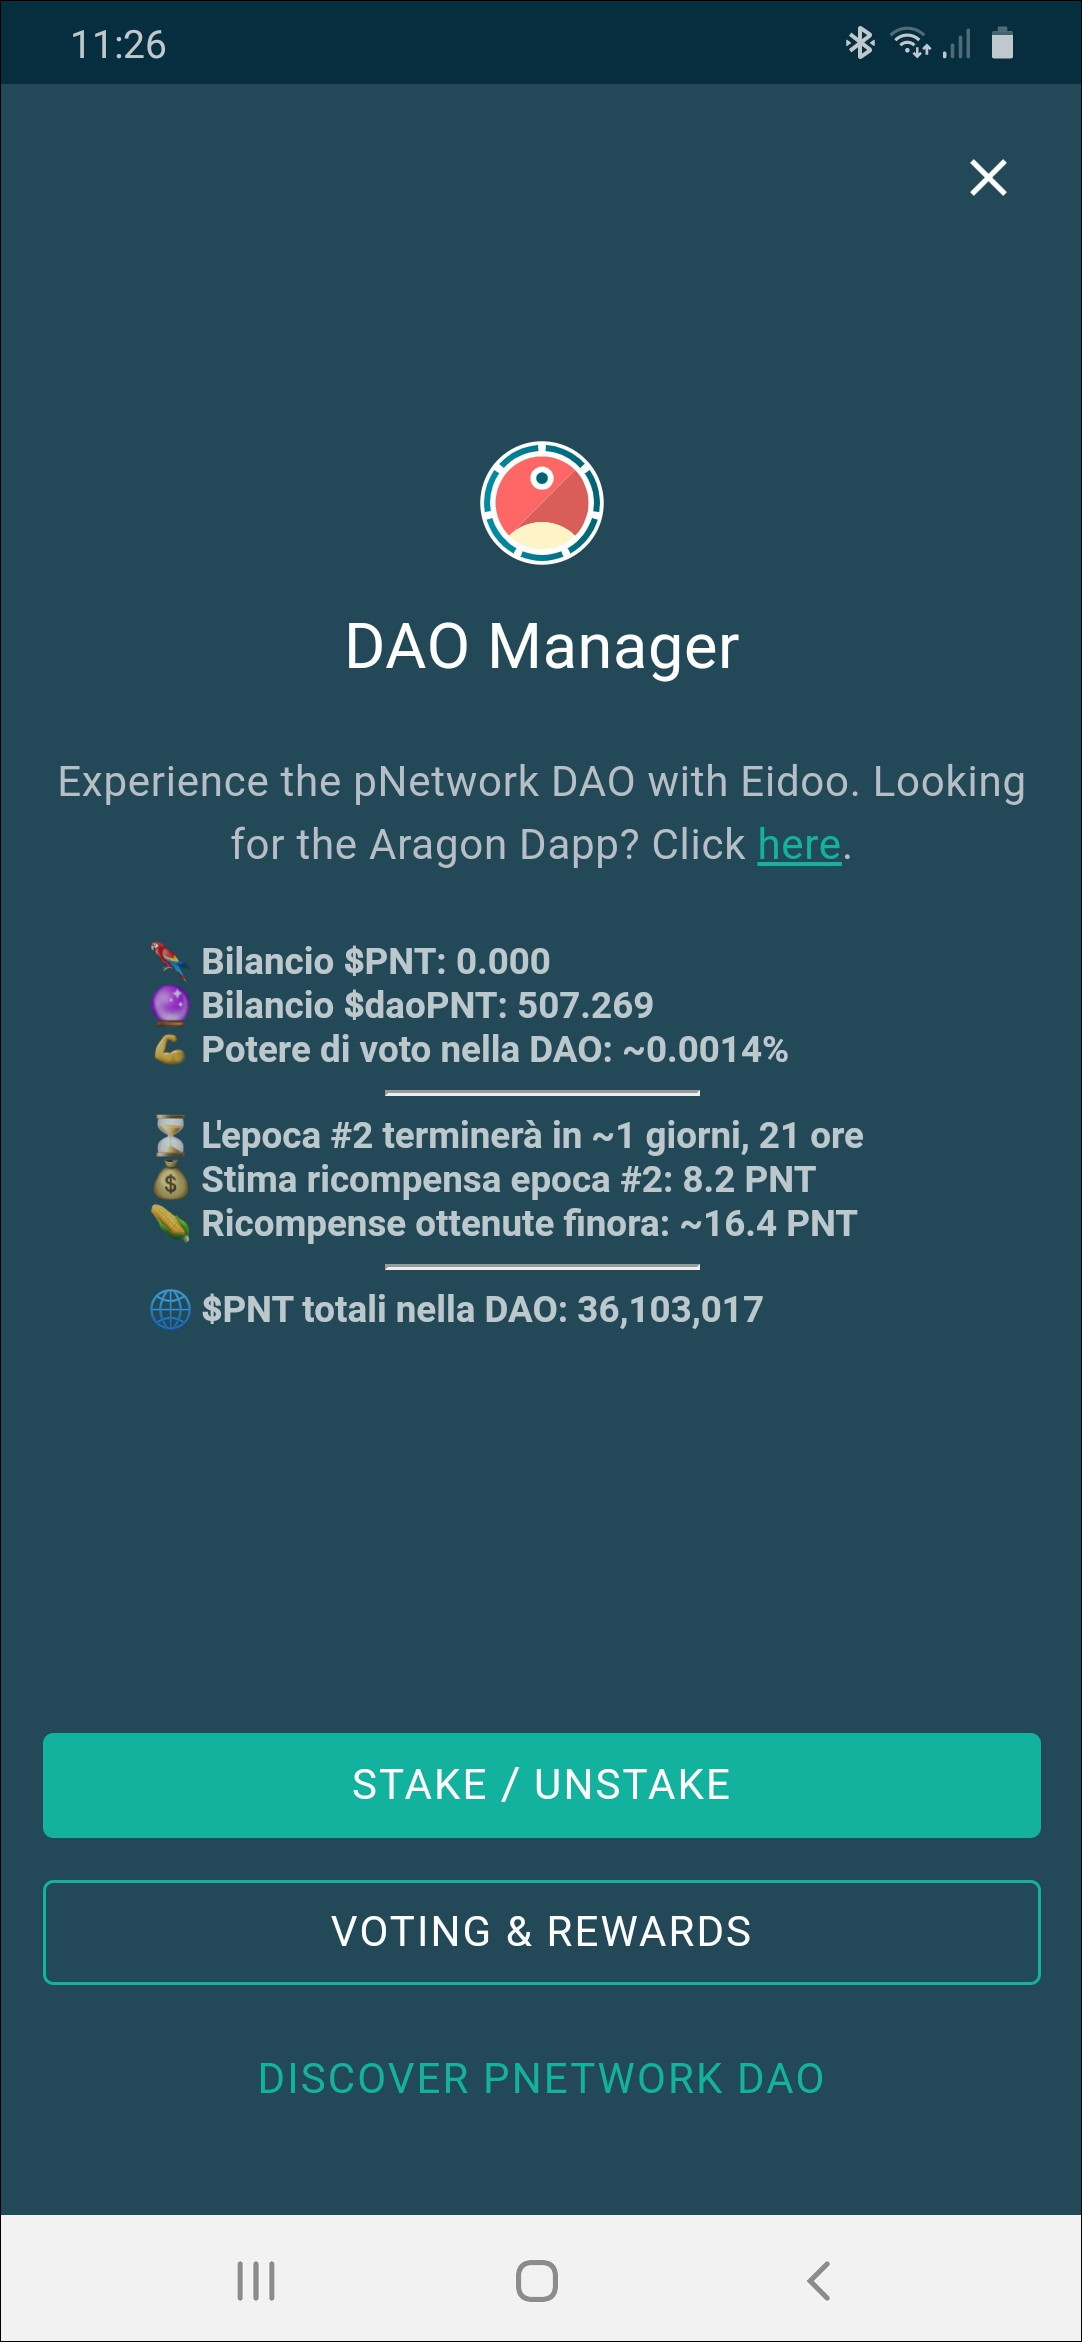 11:26
DAO Manager
Experience the pNetwork DAO with Eidoo. Looking
for the Aragon Dapp? Click here.
🦜 Bilancio $PNT: 0.000
🔮 Bilancio $daoPNT: 507.269
💪 Potere di voto nella DAO: ~0.0014%
⏳ L'epoca #2 terminerà in ~1 giorni, 21 ore
💰 Stima ricompensa epoca #2: 8.2 PNT
🌽 Ricompense ottenute finora: ~16.4 PNT
🌐 $PNT totali nella DAO: 36,103,017
STAKE / UNSTAKE
VOTING & REWARDS
DISCOVER PNETWORK DAO